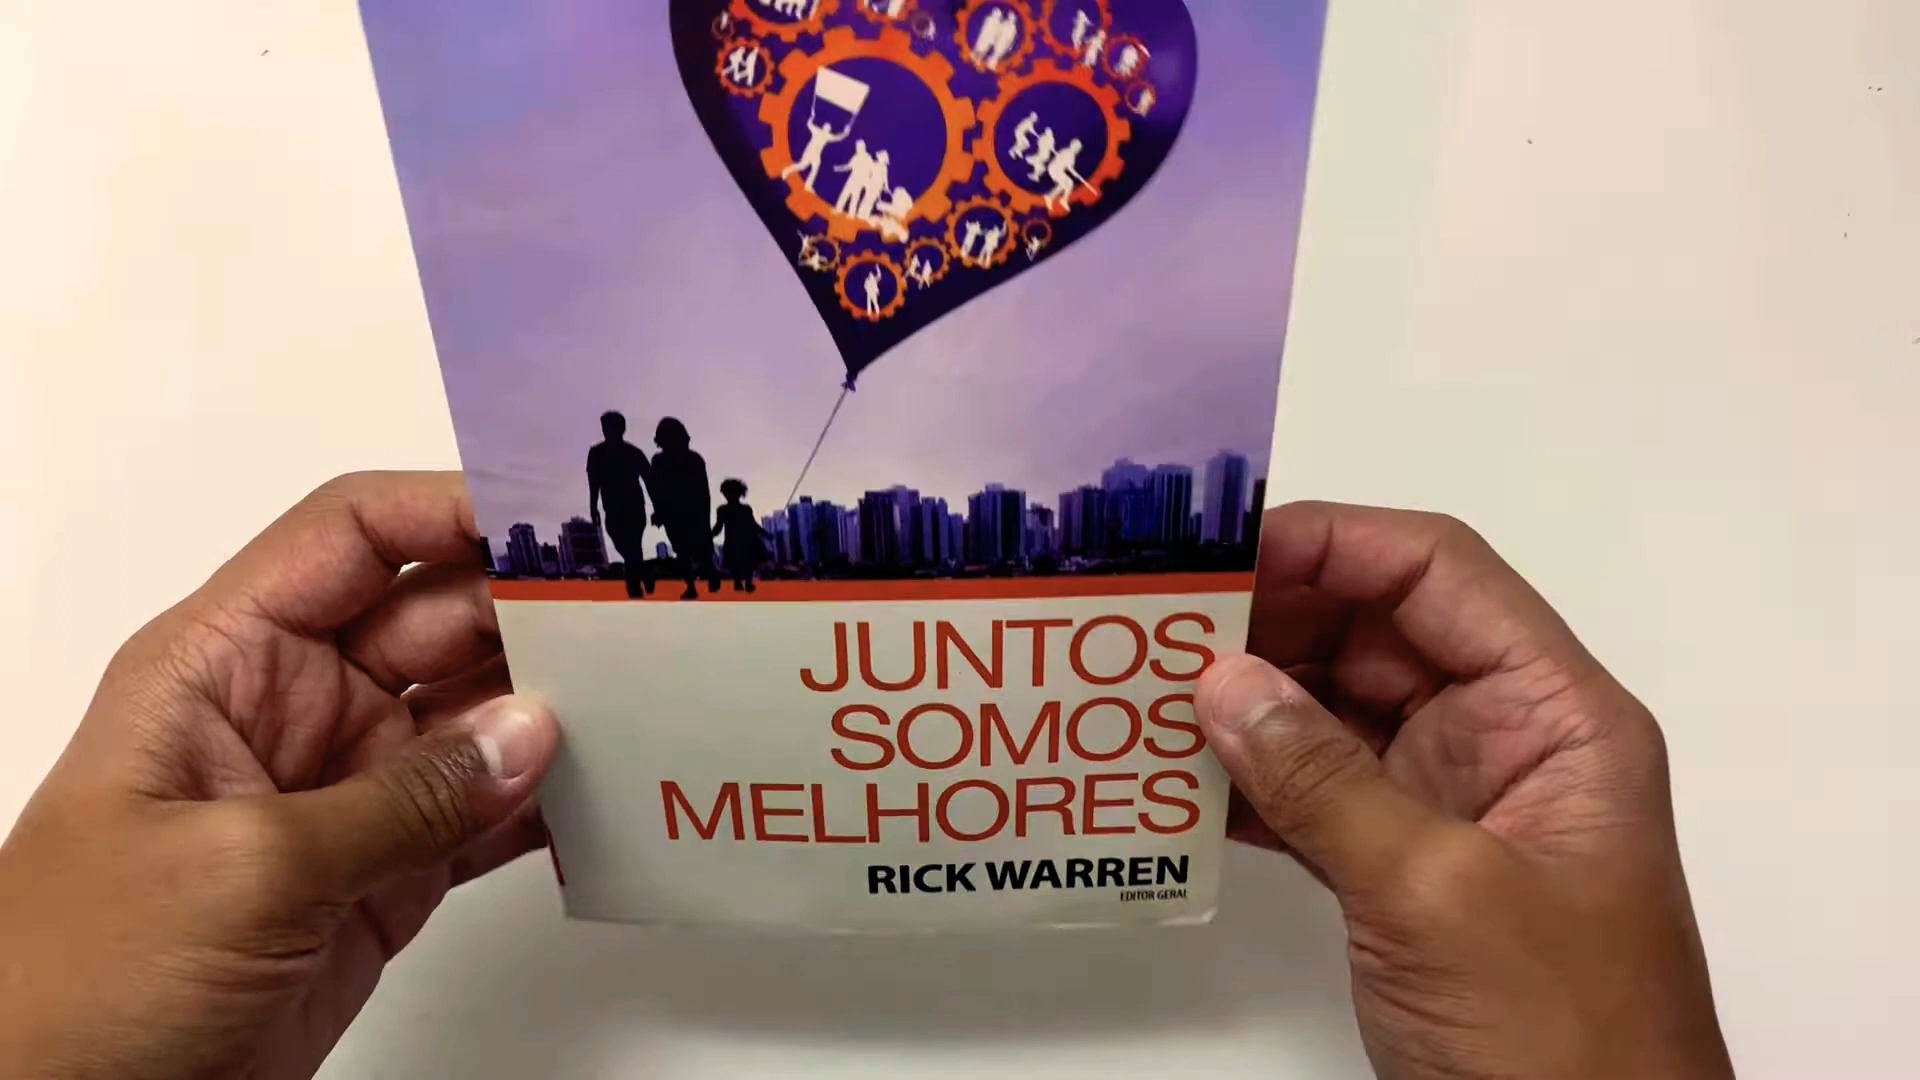 JUNTOS
SOMOS
MELHORES
RICK WARREN
EDITOR GERAL